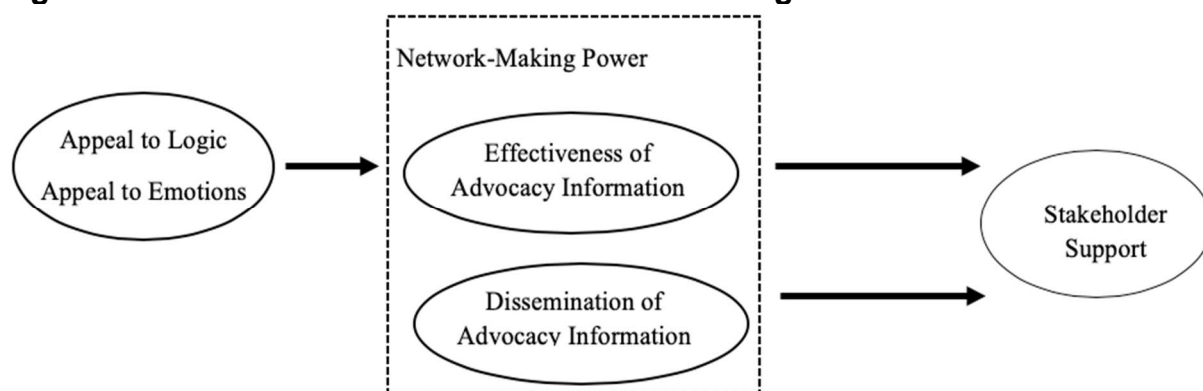 Network-Making Power
Appeal to Logic
Appeal to Emotions
Effectiveness of
Advocacy Information
Dissemination of
Advocacy Information
Stakeholder
Support